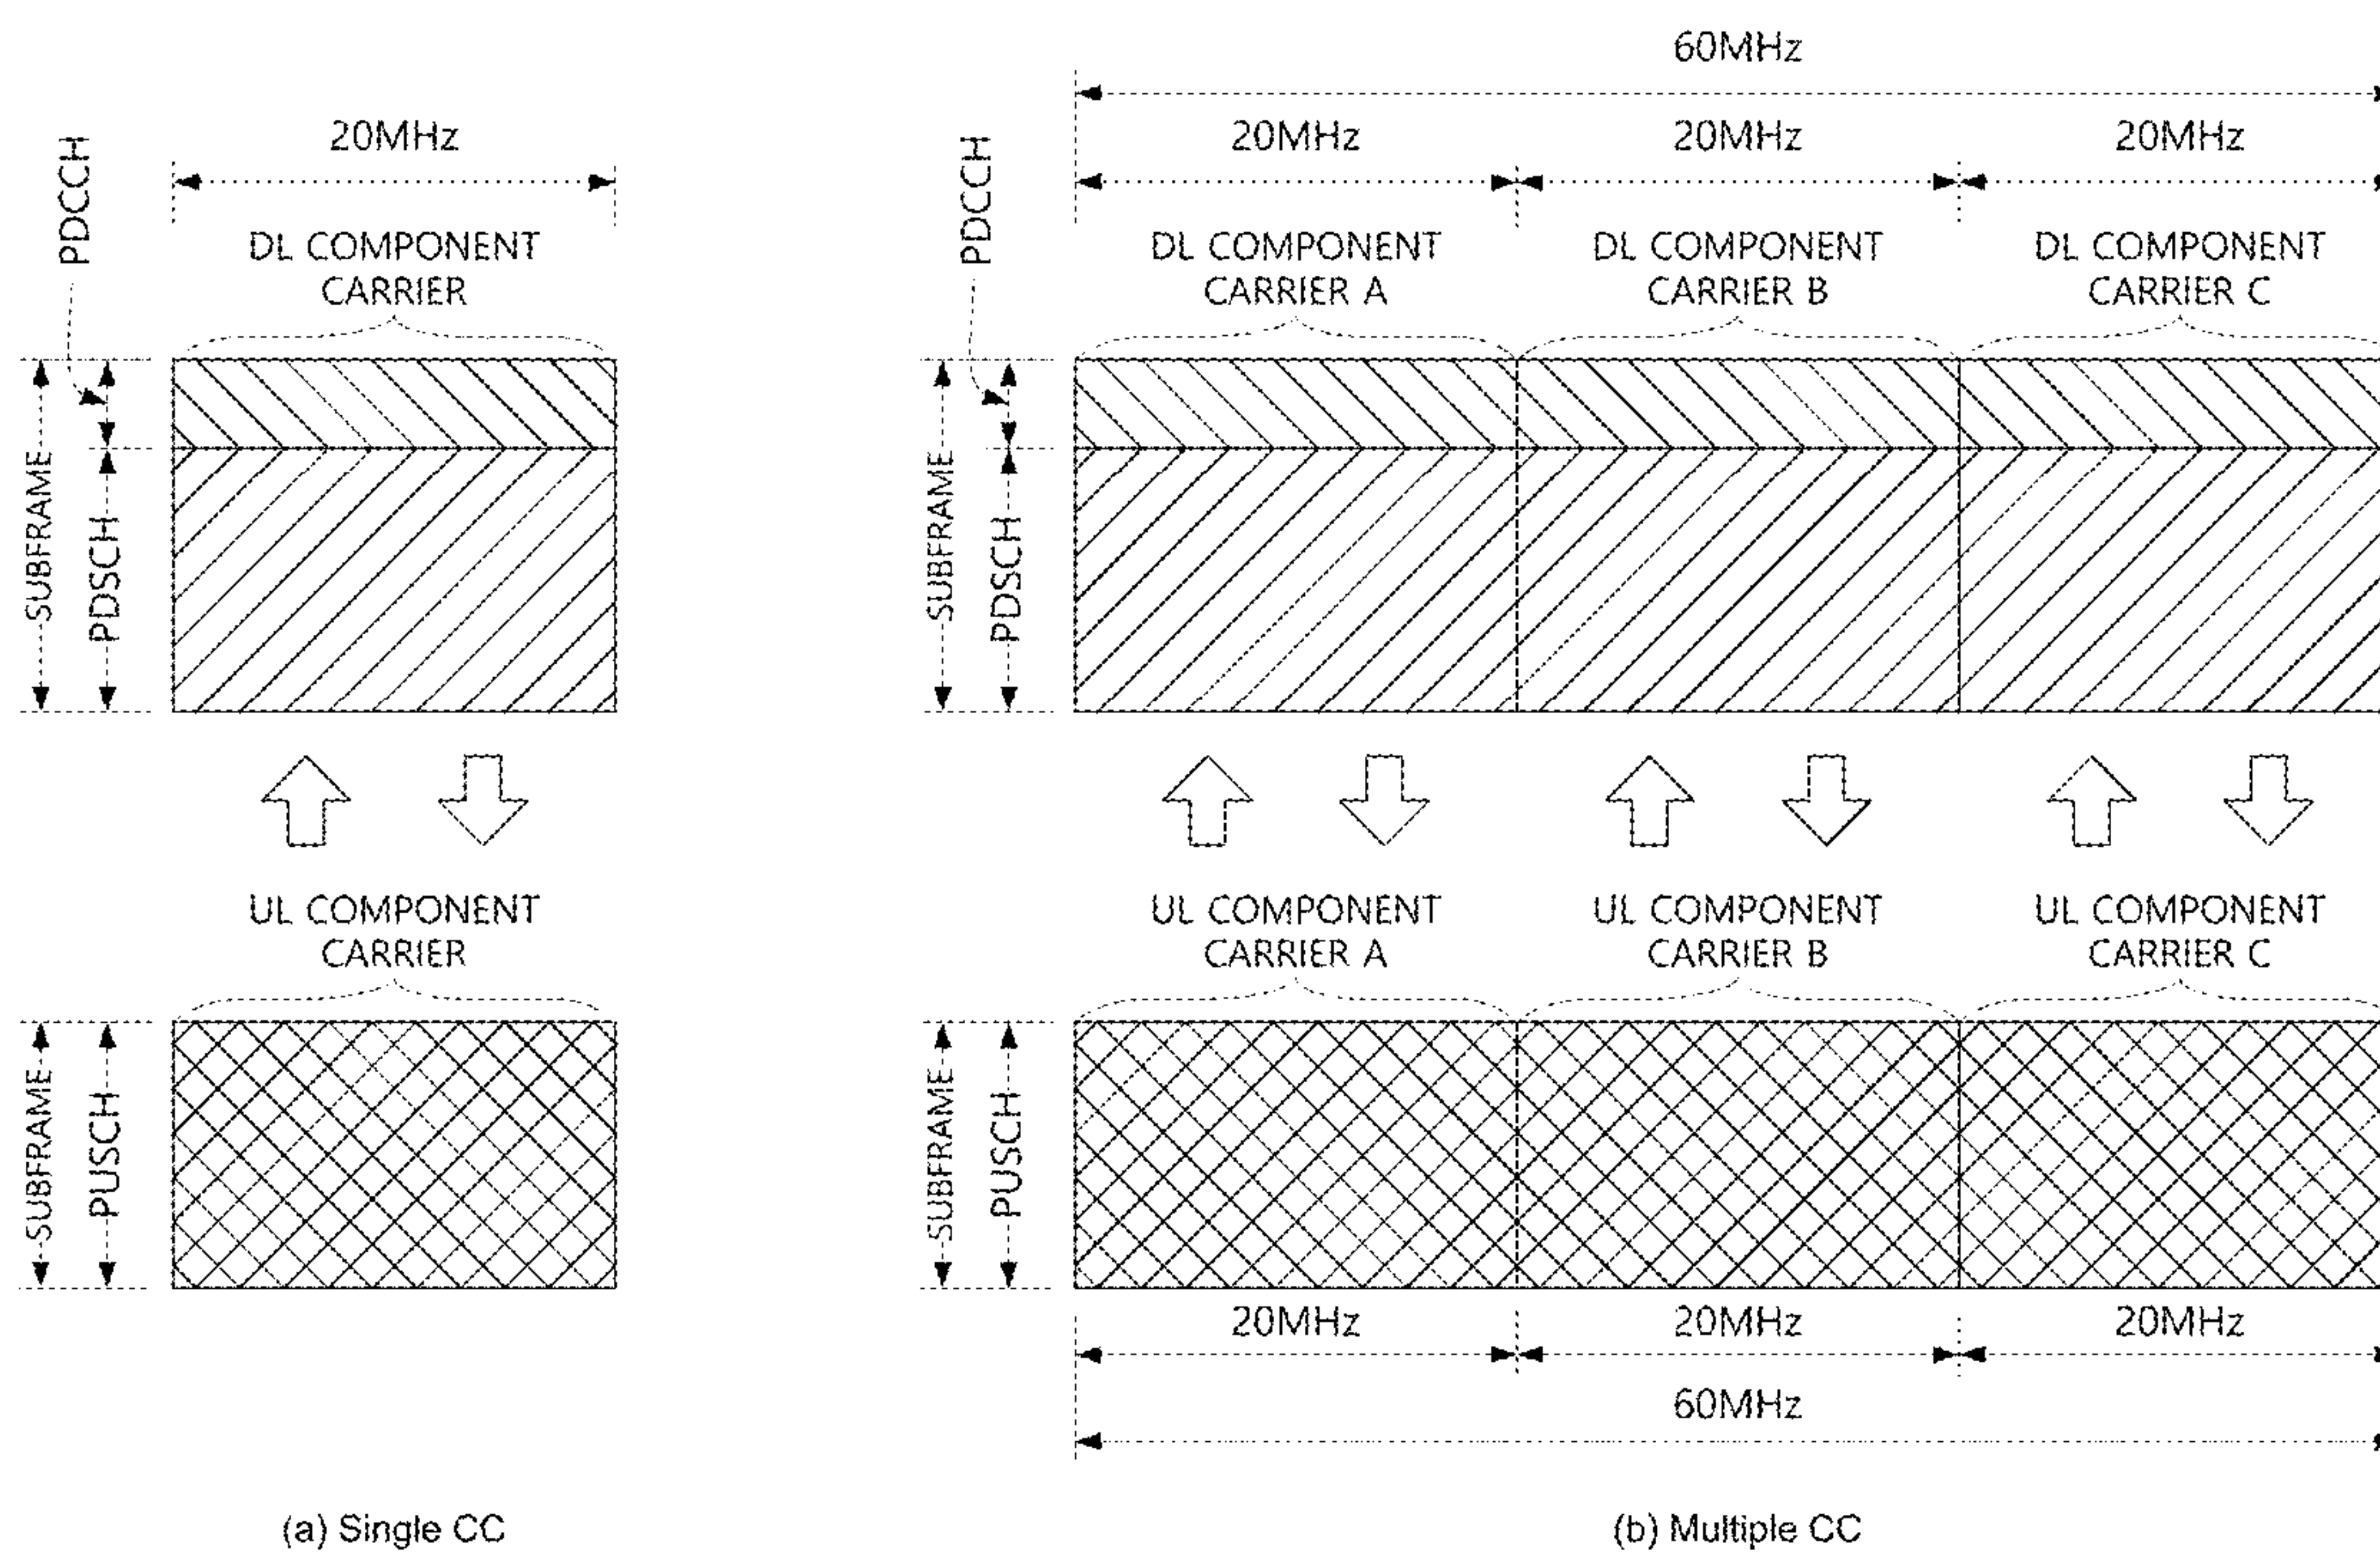 60MHz
20MHz
20MHz
20MHz
20MHz
PDCCH
PDCCH
DL COMPONENT
CARRIER
DL COMPONENT
CARRIER A
DL COMPONENT
CARRIER B
DL COMPONENT
CARRIER C
SUBFRAME
PDSCH
SUBFRAME
PDSCH
UL COMPONENT
CARRIER
UL COMPONENT
CARRIER A
UL COMPONENT
CARRIER B
UL COMPONENT
CARRIER C
SUBFRAME
PUSCH
SUBFRAME
PUSCH
20MHz
20MHz
20MHz
60MHz
(a) Single CC
(b) Multiple CC